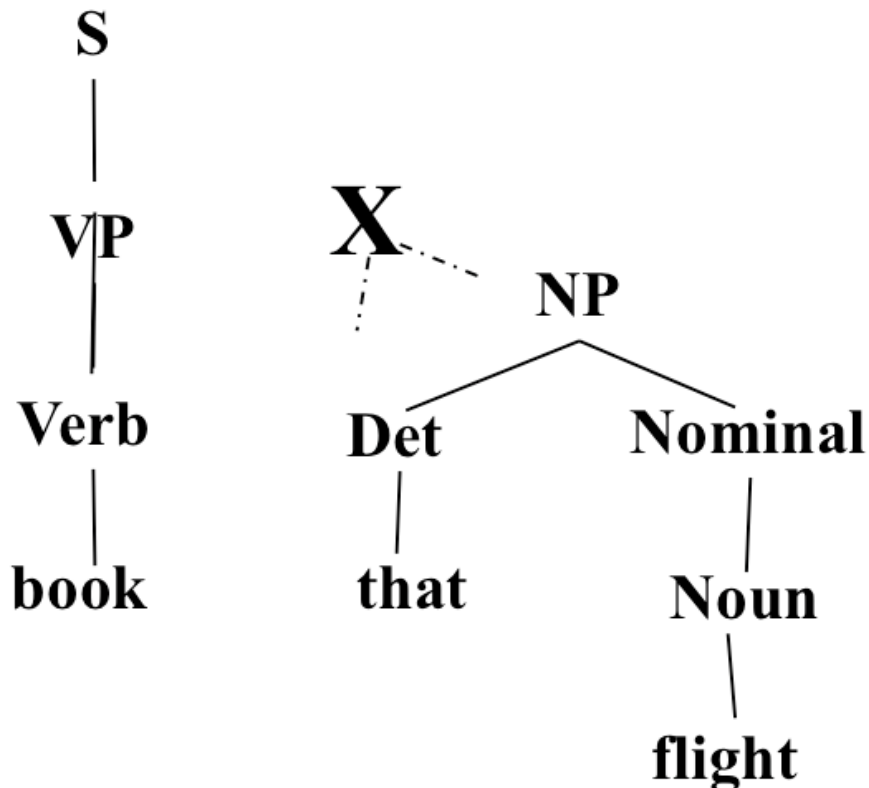 S
VP
X
NP
Verb
Det
Nominal
book
that
Noun
flight